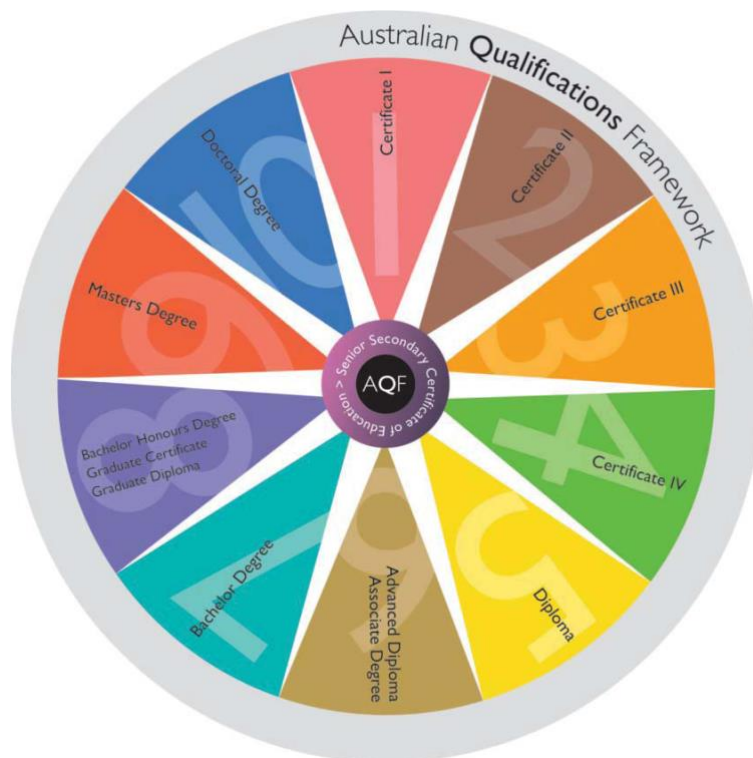 Australian Qualifications Framework
1
Certificate I
2
Certificate II
3
Certificate III
4
Certificate IV
5
Diploma
6
Advanced Diploma
Associate Degree
7
Bachelor Degree
8
Bachelor Honours Degree
Graduate Certificate
Graduate Diploma
9
Masters Degree
10
Doctoral Degree
Senior Secondary Certificate of Education <
AQF